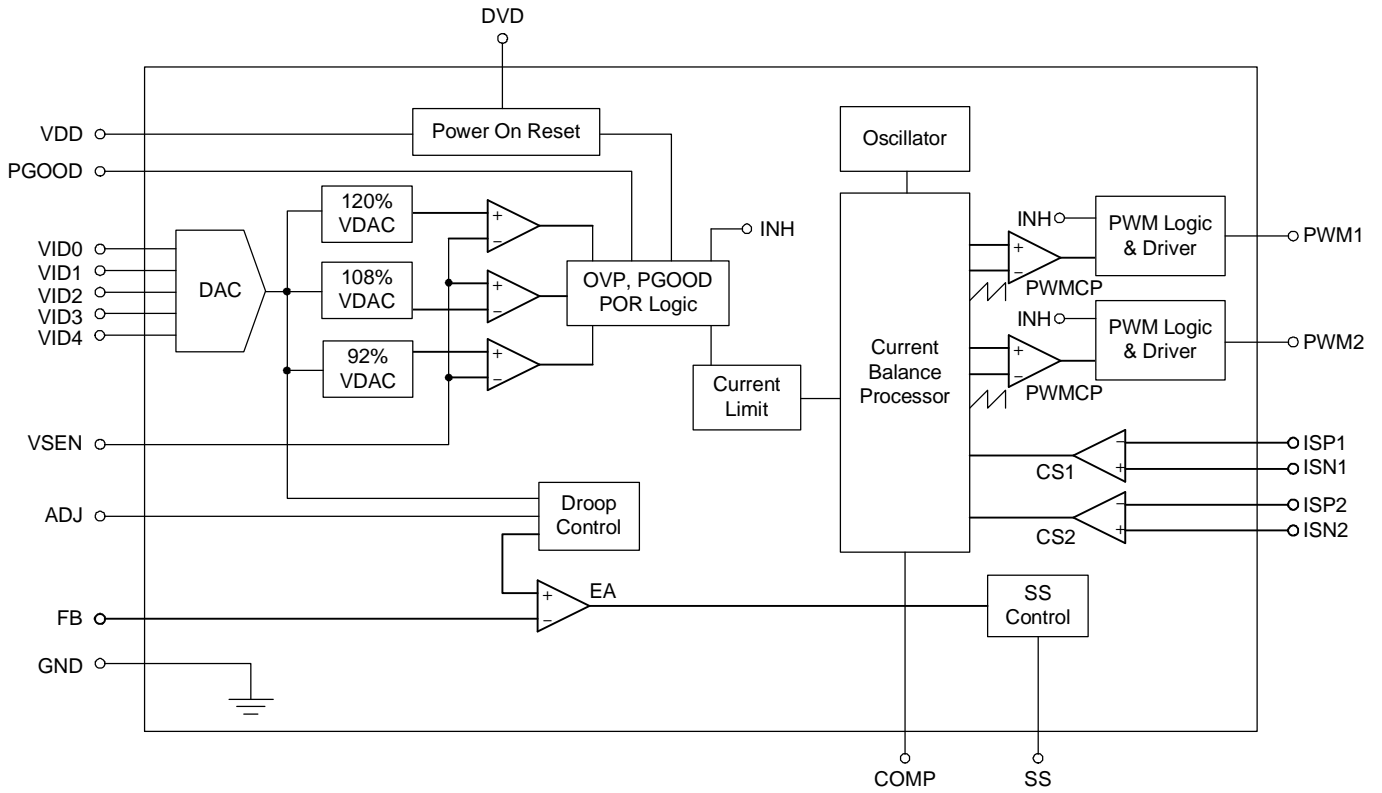 DVD
VDD
Power On Reset
Oscillator
PGOOD
120%
VDAC
+
−
INH
INH
PWM Logic
& Driver
PWM1
+
−
PWMCP
VID0
VID1
VID2
VID3
VID4
DAC
108%
VDAC
+
−
OVP, PGOOD
POR Logic
INH
PWM Logic
& Driver
PWM2
+
−
PWMCP
92%
VDAC
+
−
Current
Limit
Current
Balance
Processor
VSEN
CS1
−
+
ISP1
ISN1
ADJ
Droop
Control
CS2
−
+
ISP2
ISN2
FB
+
−
EA
SS
Control
GND
COMP
SS